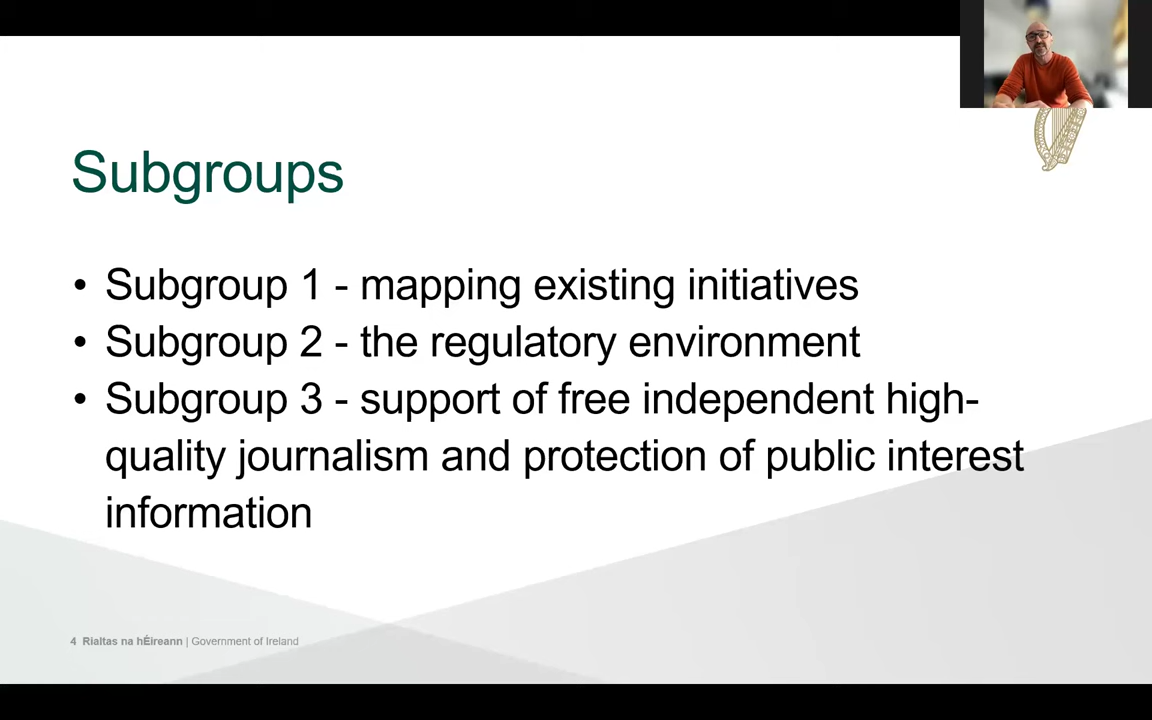 Subgroups
• Subgroup 1 - mapping existing initiatives
• Subgroup 2 - the regulatory environment
• Subgroup 3 - support of free independent high-
quality journalism and protection of public interest
information
4 Rialtas na hÉireann | Government of Ireland